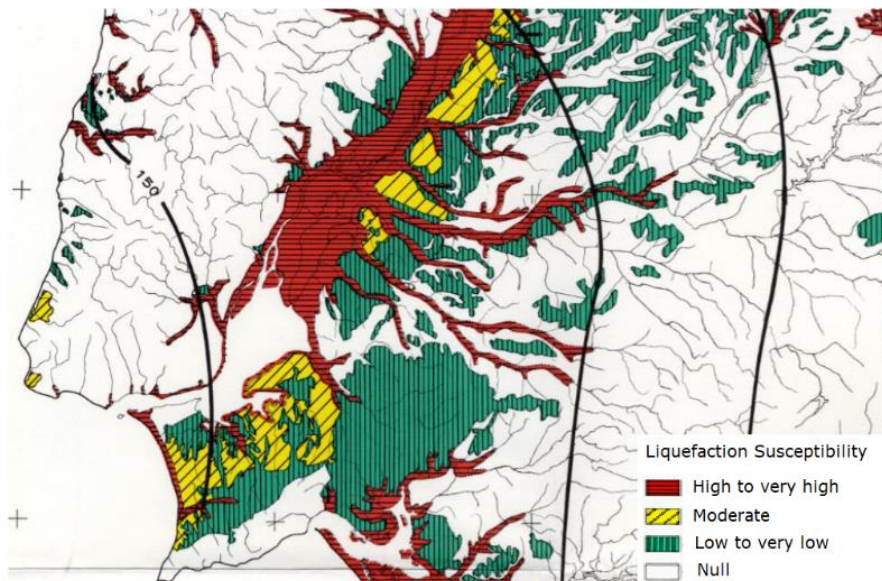 150
Liquefaction Susceptibility
High to very high
Moderate
Low to very low
Null